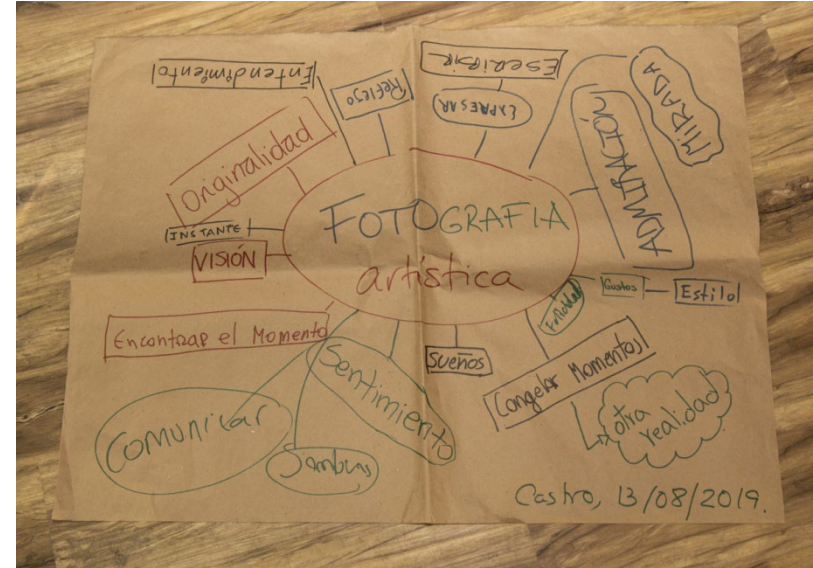 Entendimiento
Reflejo
Escribir
EXPRESAR
MIRADA
ADMIRACIÓN
Originalidad
INSTANTE
VISIÓN
FOTOGRAFIA
artística
Gustos
Estilo
Encontrar el Momento
Sentimiento
Sueños
Congelar Momentos
otra
realidad
Comunicar
Sombras
Castro, 13/08/2019.